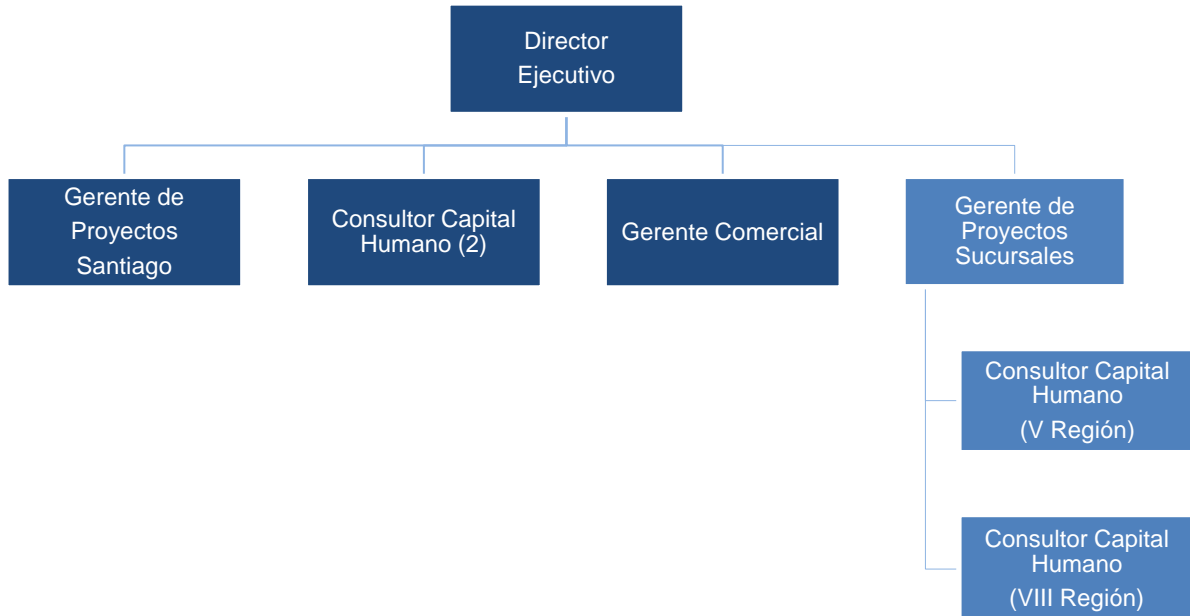 Director
Ejecutivo
Gerente de
Proyectos
Santiago
Consultor Capital
Humano (2)
Gerente Comercial
Gerente de
Proyectos
Sucursales
Consultor Capital
Humano
(V Región)
Consultor Capital
Humano
(VIII Región)